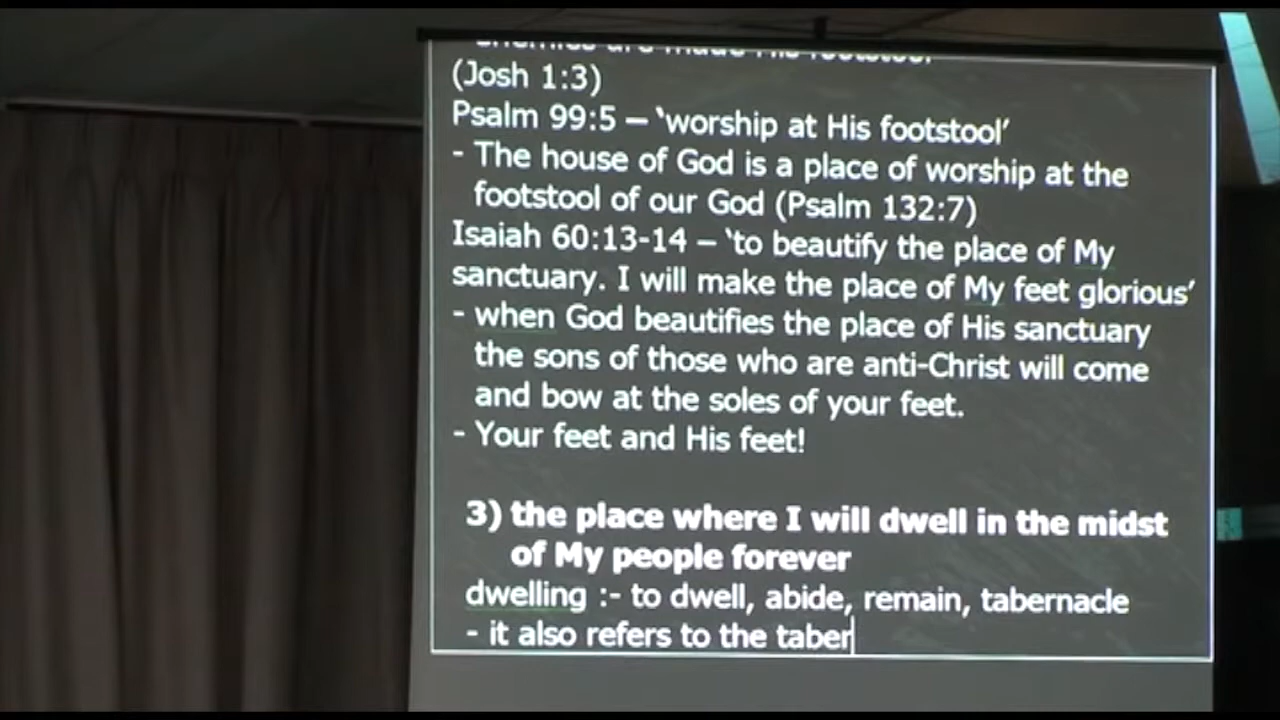 enemies are made His footstool
(Josh 1:3)
Psalm 99:5 – ‘worship at His footstool’
- The house of God is a place of worship at the
footstool of our God (Psalm 132:7)
Isaiah 60:13-14 – ‘to beautify the place of My
sanctuary. I will make the place of My feet glorious’
- when God beautifies the place of His sanctuary
the sons of those who are anti-Christ will come
and bow at the soles of your feet.
- Your feet and His feet!
3) the place where I will dwell in the midst
of My people forever
dwelling :- to dwell, abide, remain, tabernacle
- it also refers to the taber